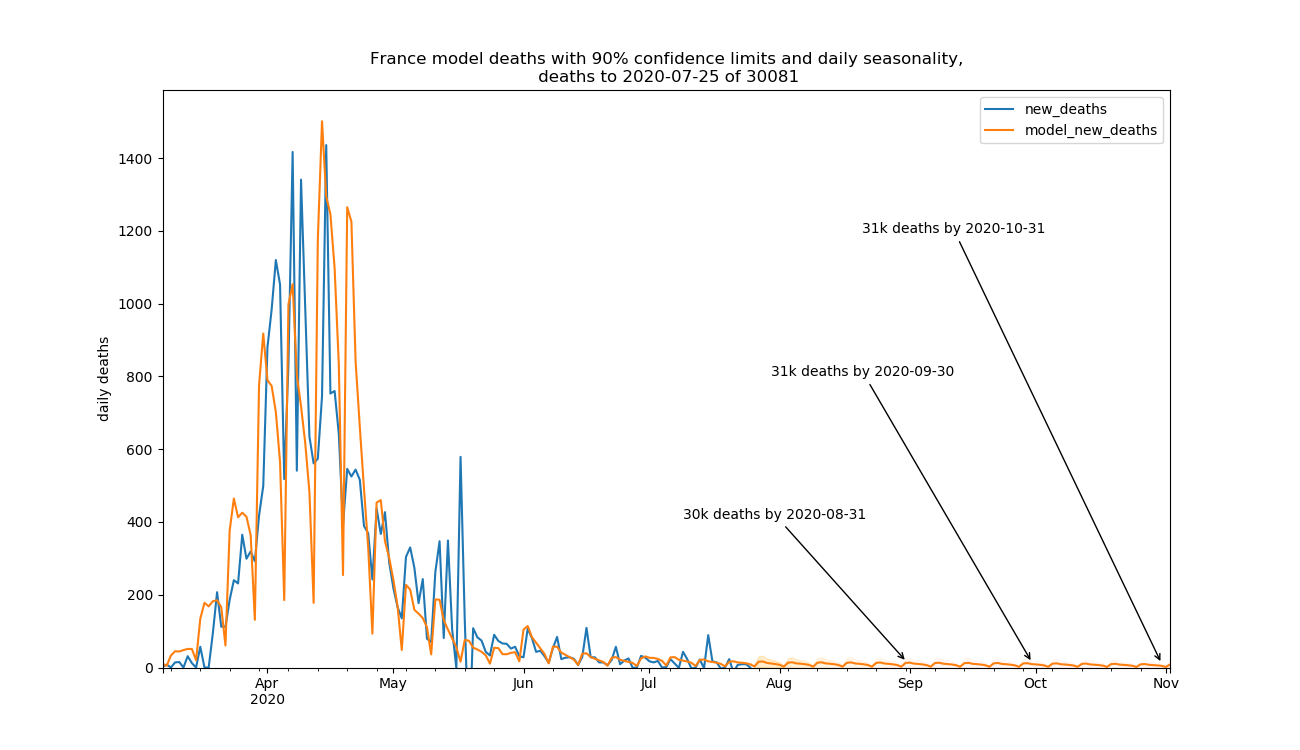 France model deaths with 90% confidence limits and daily seasonality,
deaths to 2020-07-25 of 30081
new_deaths
model_new_deaths
daily deaths
1400
1200
1000
800
600
400
200
0
31k deaths by 2020-10-31
31k deaths by 2020-09-30
30k deaths by 2020-08-31
Apr May Jun Jul Aug Sep Oct Nov
2020